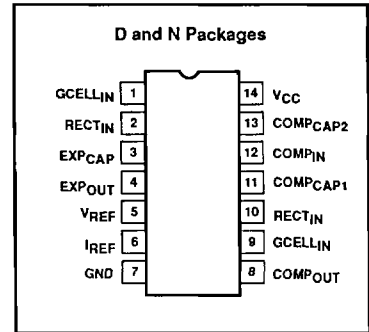 D and N Packages
GCELLIN 1 14 VCC
RECTIN 2 13 COMPCAP2
EXPCAP 3 12 COMPIN
EXPOUT 4 11 COMPCAP1
VREF 5 10 RECTIN
IREF 6 9 GCELLIN
GND 7 8 COMPOUT